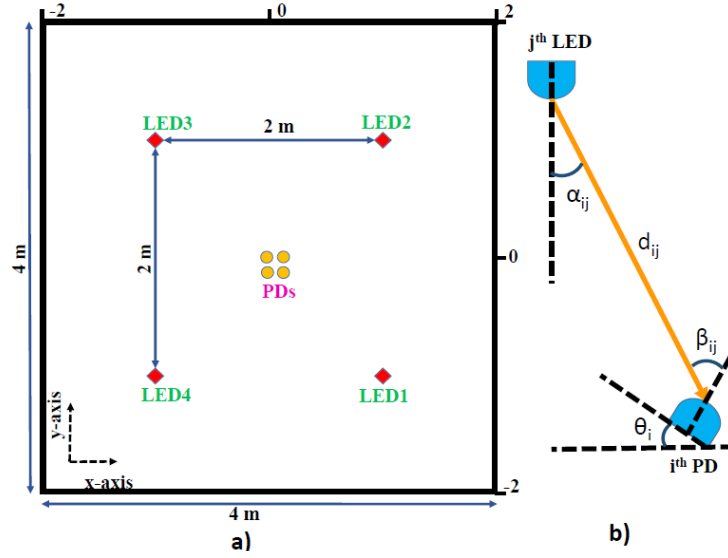 -2
0
2
jᵗʰ LED
LED3
LED2
2 m
αᵢⱼ
dᵢⱼ
4 m
2 m
0
PDs
βᵢⱼ
LED4
LED1
θᵢ
y-axis
iᵗʰ PD
x-axis
-2
4 m
a)
b)